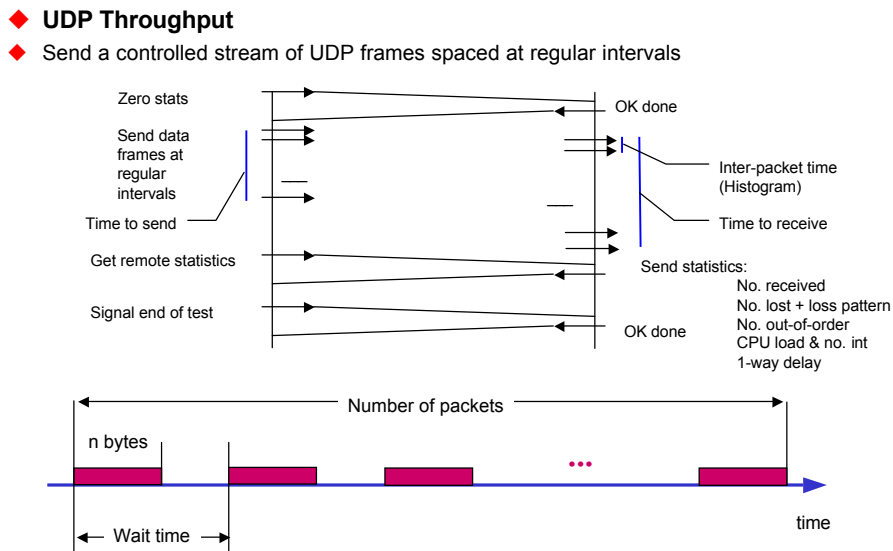 UDP Throughput
Send a controlled stream of UDP frames spaced at regular intervals
Zero stats
OK done
Send data
frames at
regular
intervals
Inter-packet time
(Histogram)
Time to send
Time to receive
Get remote statistics
Send statistics:
No. received
No. lost + loss pattern
No. out-of-order
CPU load & no. int
1-way delay
Signal end of test
OK done
Number of packets
n bytes
•••
time
Wait time